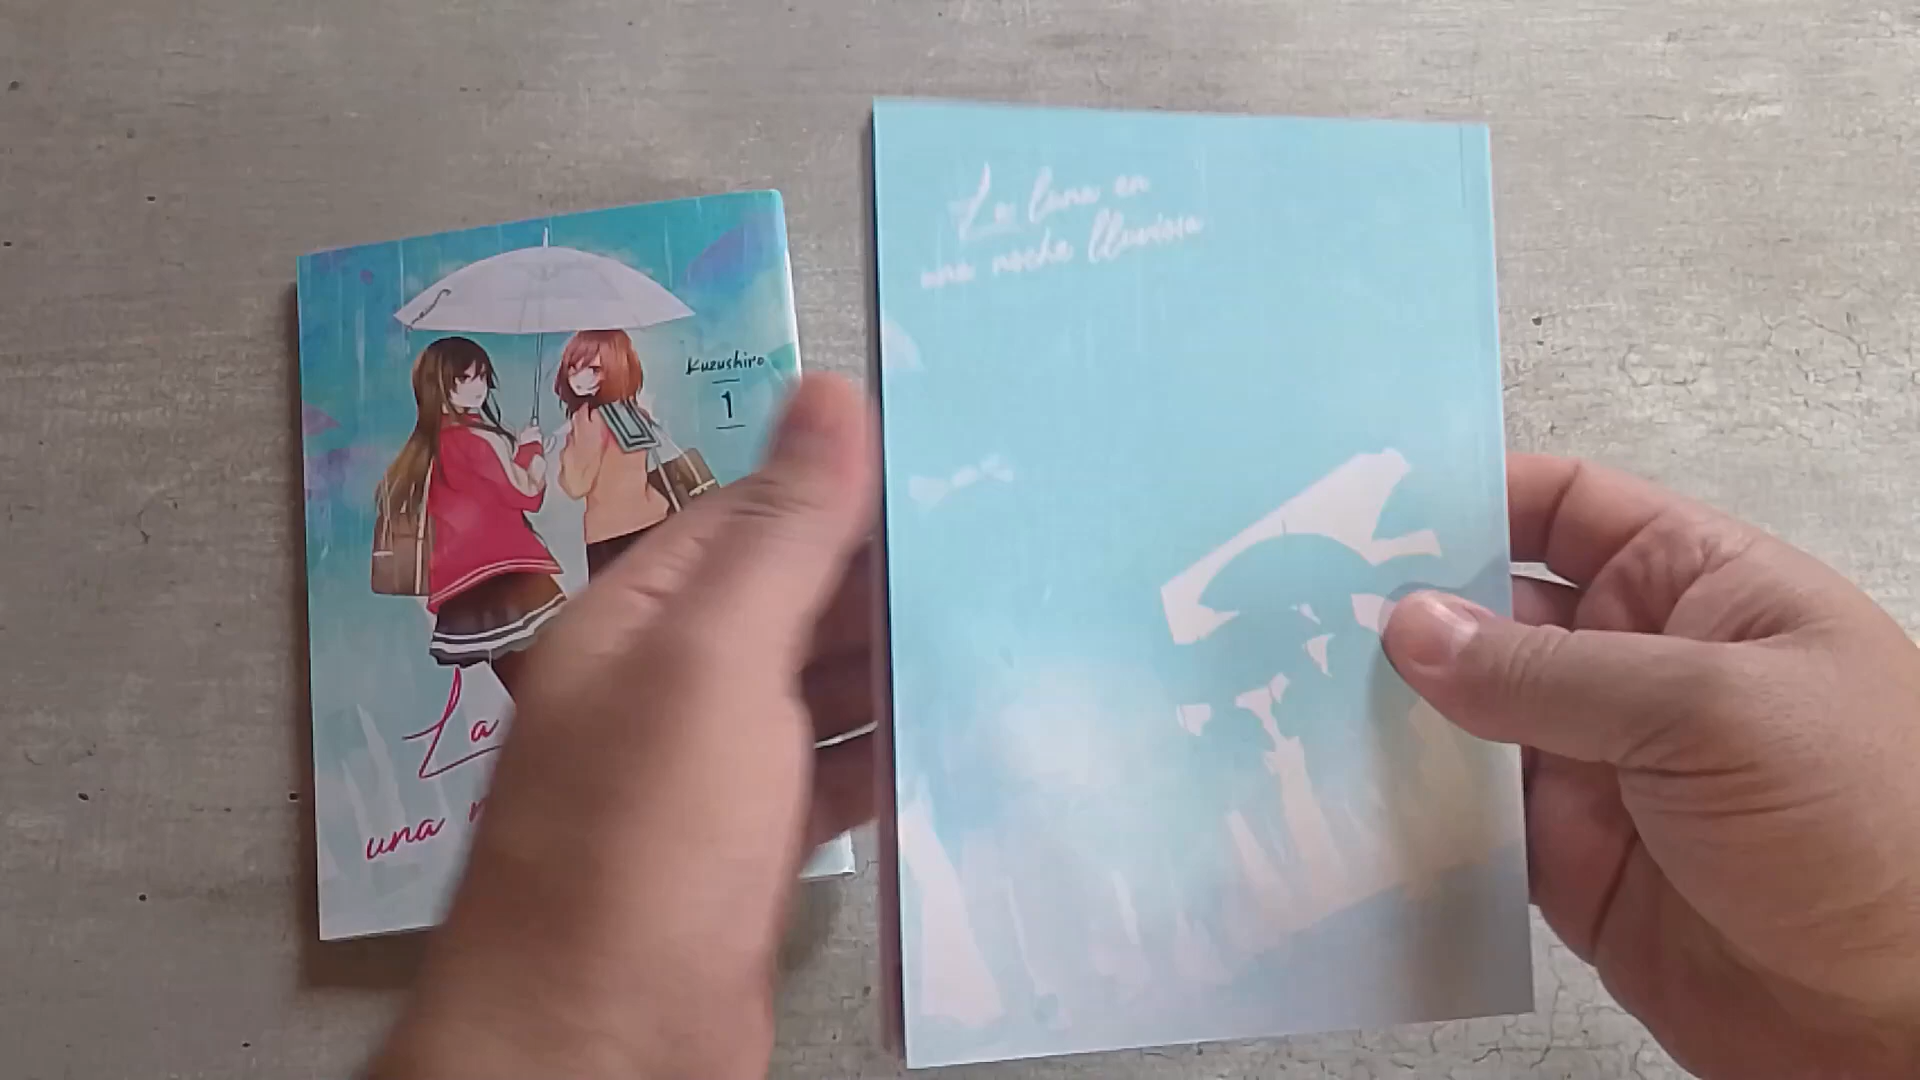 Kuzushiro
1
La
una
La luna en
una noche lluviosa